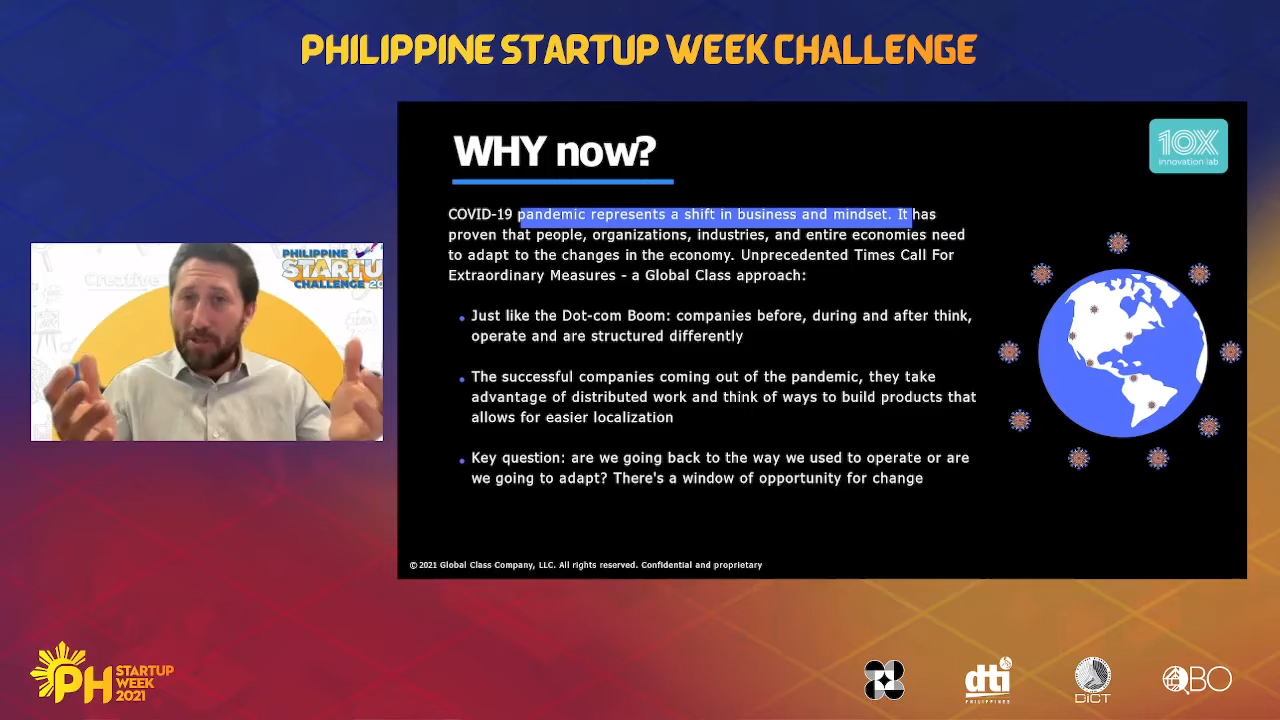 PHILIPPINE STARTUP WEEK CHALLENGE
WHY now?
10X
innovation lab
COVID-19 pandemic represents a shift in business and mindset. It has
proven that people, organizations, industries, and entire economies need
to adapt to the changes in the economy. Unprecedented Times Call For
Extraordinary Measures - a Global Class approach:
• Just like the Dot-com Boom: companies before, during and after think,
operate and are structured differently
• The successful companies coming out of the pandemic, they take
advantage of distributed work and think of ways to build products that
allows for easier localization
• Key question: are we going back to the way we used to operate or are
we going to adapt? There's a window of opportunity for change
© 2021 Global Class Company, LLC. All rights reserved. Confidential and proprietary
Creative
PHILIPPINE
STARTU
CHALLENGE 20
PH STARTUP
WEEK
2021
dti
PHILIPPINES
DICT
QBO